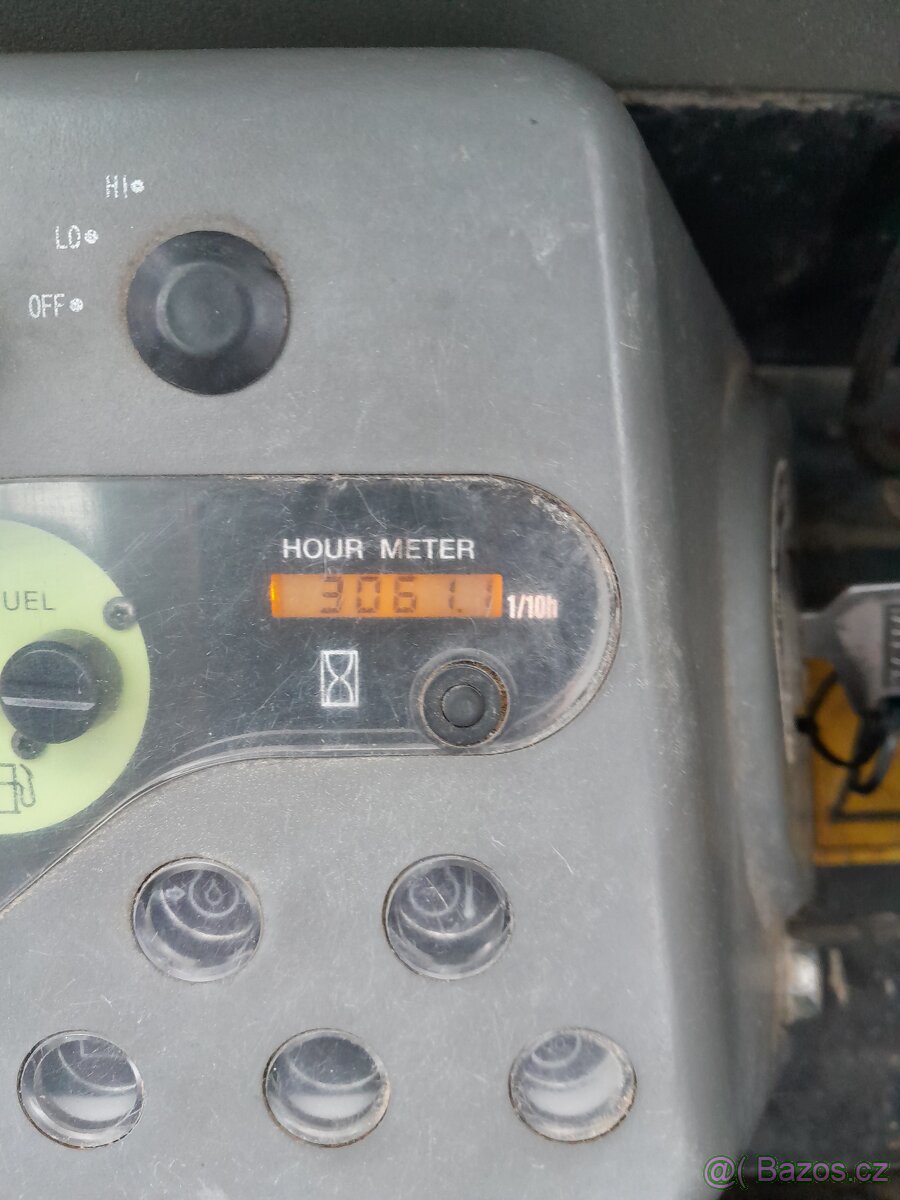 HI
LO
OFF
HOUR METER
3061.1
1/10h
UEL
@( Bazos.cz